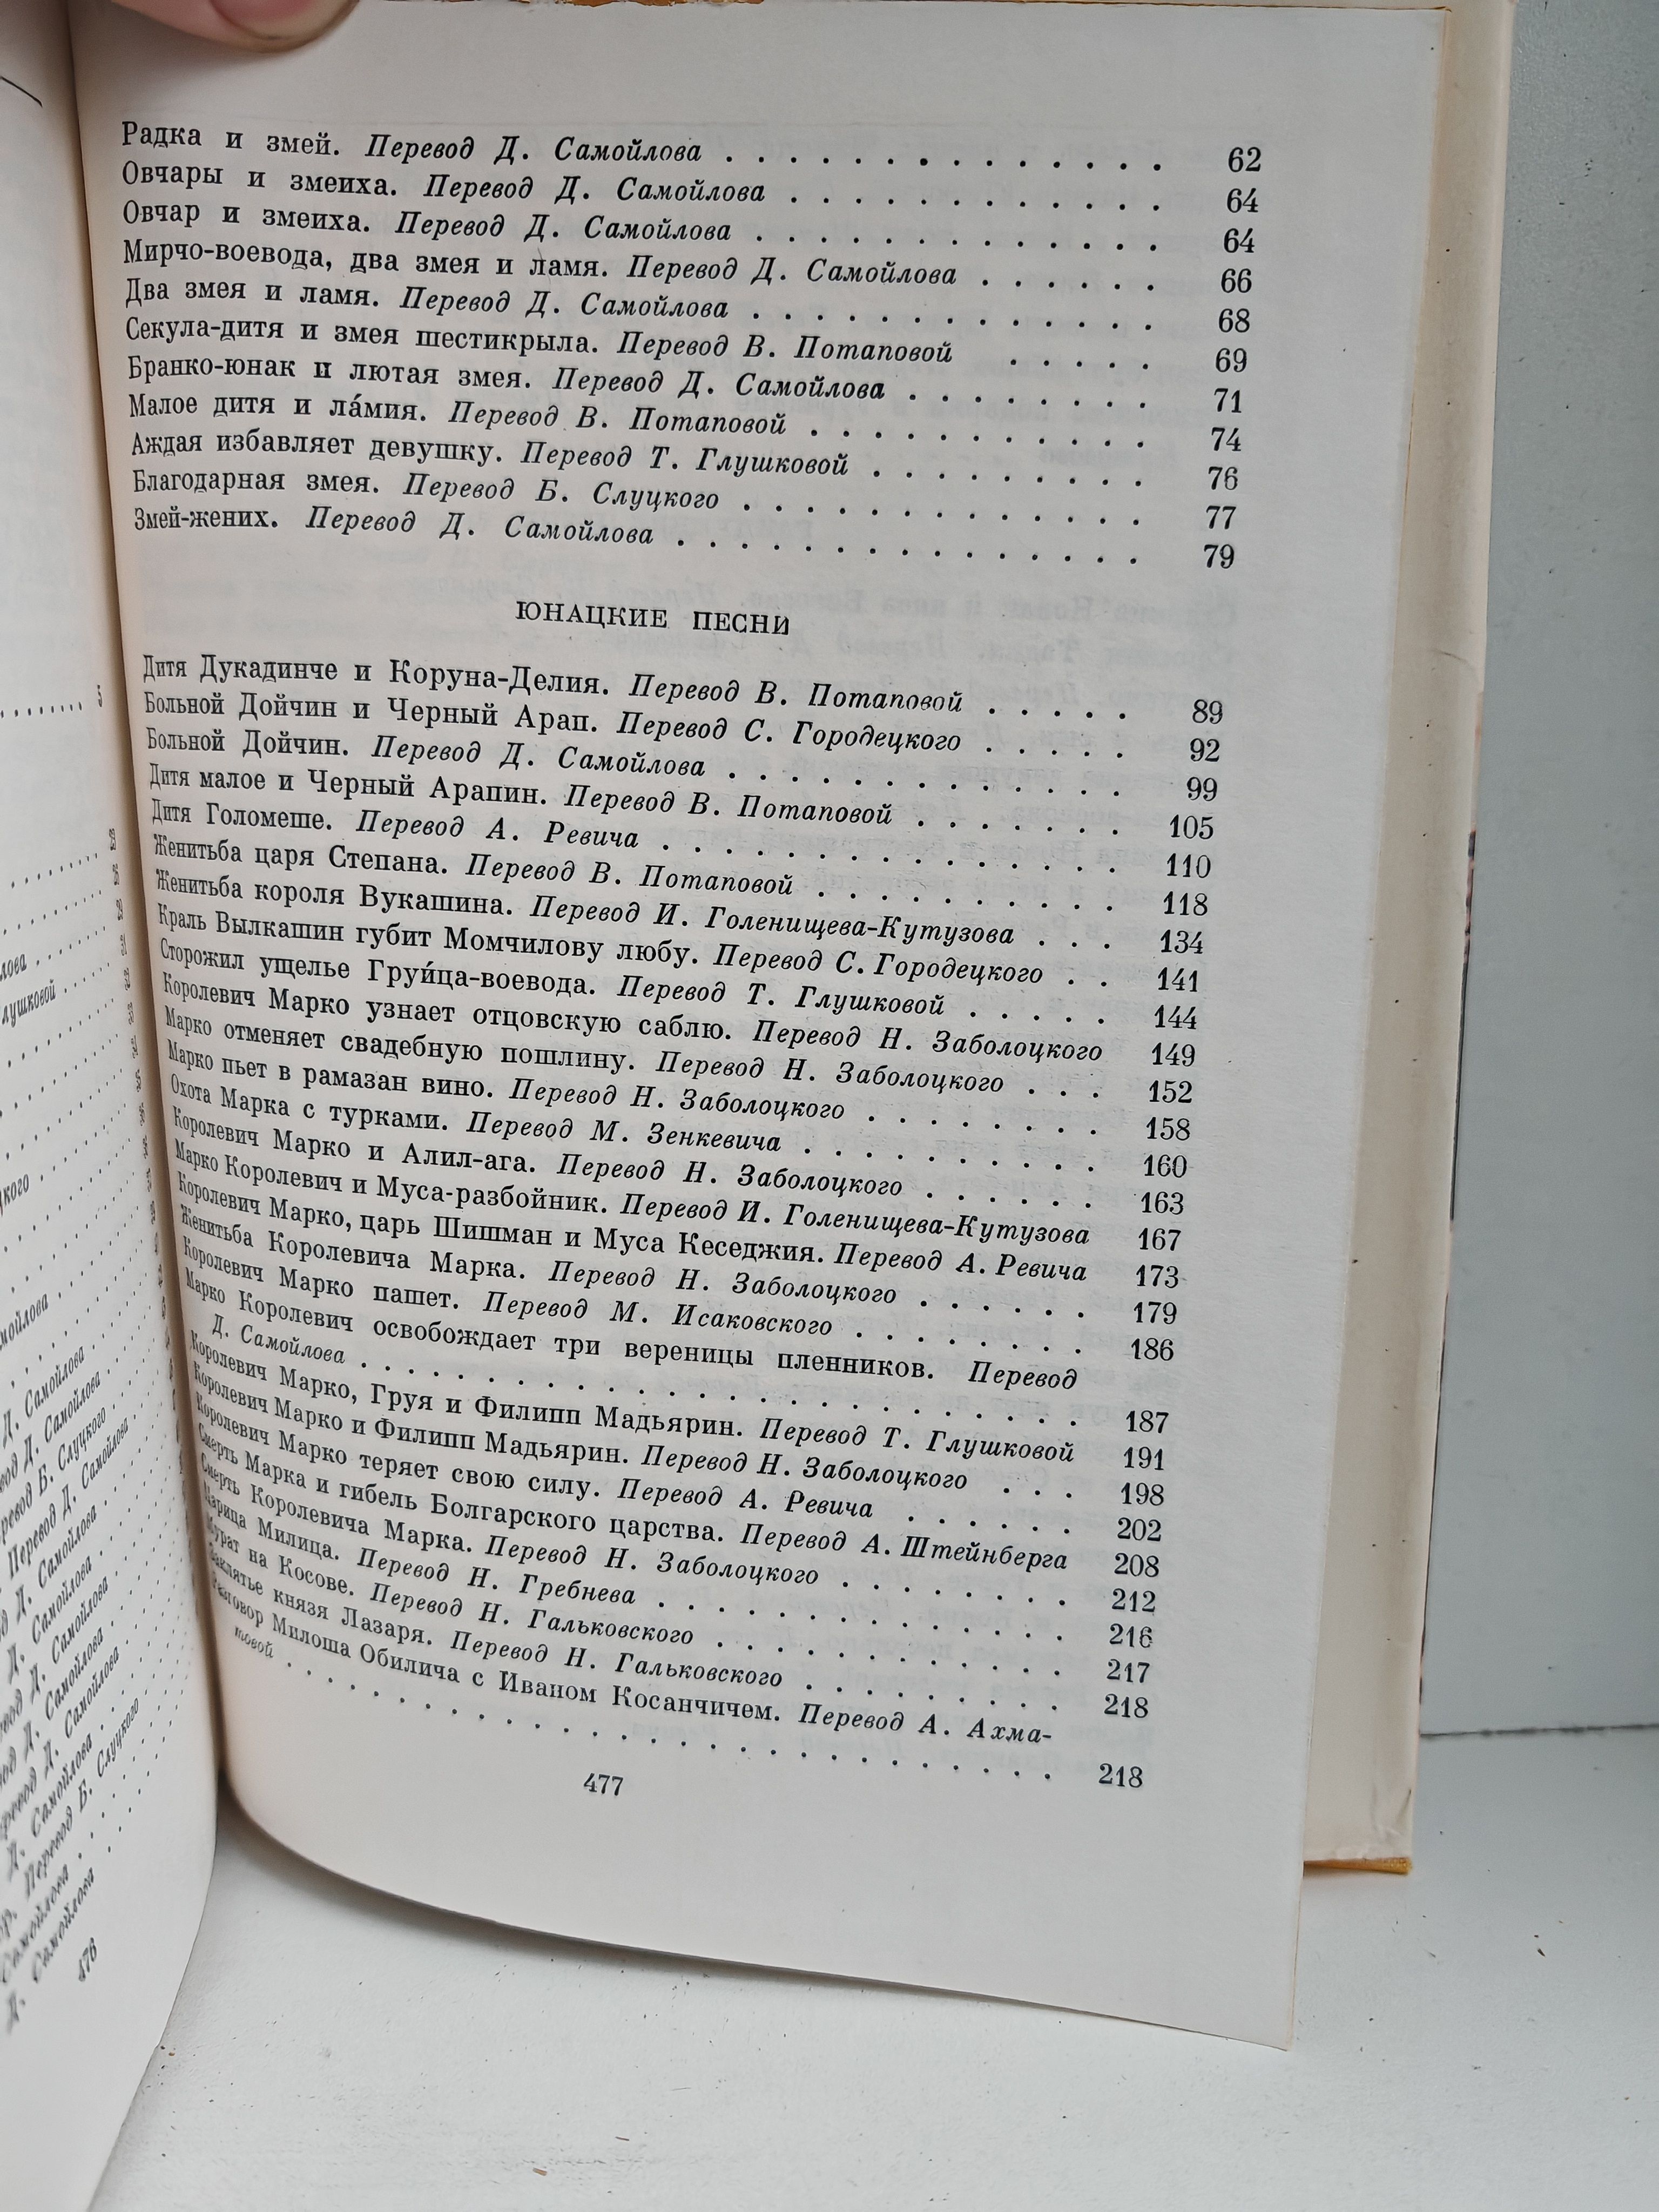 Радка и змей. Перевод Д. Самойлова . . . . . . . . . . . . . . 62
Овчары и змеиха. Перевод Д. Самойлова . . . . . . . . . . . . 64
Овчар и змеиха. Перевод Д. Самойлова . . . . . . . . . . . . . 64
Мирчо-воевода, два змея и ламя. Перевод Д. Самойлова . . . . . . 66
Два змея и ламя. Перевод Д. Самойлова . . . . . . . . . . . . . 68
Секула-дитя и змея шестикрыла. Перевод В. Потаповой . . . . . 69
Бранко-юнак и лютая змея. Перевод Д. Самойлова . . . . . . . . 71
Малое дитя и ла́мия. Перевод В. Потаповой . . . . . . . . . . . 74
Аждая избавляет девушку. Перевод Т. Глушковой . . . . . . . . . 76
Благодарная змея. Перевод Б. Слуцкого . . . . . . . . . . . . . 77
Змей-жених. Перевод Д. Самойлова . . . . . . . . . . . . . . . 79
ЮНАЦКИЕ ПЕСНИ
Дитя Дукадинче и Коруна-Делия. Перевод В. Потаповой . . . . . 89
Больной Дойчин и Черный Арап. Перевод С. Городецкого . . . . . 92
Больной Дойчин. Перевод Д. Самойлова . . . . . . . . . . . . . 99
Дитя малое и Черный Арапин. Перевод В. Потаповой . . . . . . . 105
Дитя Голомеше. Перевод А. Ревича . . . . . . . . . . . . . . . 110
Женитьба царя Степана. Перевод В. Потаповой . . . . . . . . . . 118
Женитьба короля Вукашина. Перевод И. Голенищева-Кутузова . . . 134
Краль Вылкашин губит Момчилову любу. Перевод С. Городецкого . . 141
Сторожил ущелье Груи́ца-воевода. Перевод Т. Глушковой . . . . . 144
Королевич Марко узнает отцовскую саблю. Перевод Н. Заболоцкого 149
Марко отменяет свадебную пошлину. Перевод Н. Заболоцкого . . . 152
Марко пьет в рамазан вино. Перевод Н. Заболоцкого . . . . . . . . 158
Охота Марка с турками. Перевод М. Зенкевича . . . . . . . . . . 160
Королевич Марко и Алил-ага. Перевод Н. Заболоцкого . . . . . . 163
Марко Королевич и Муса-разбойник. Перевод И. Голенищева-Кутузова 167
Королевич Марко, царь Шишман и Муса Кеседжия. Перевод А. Ревича 173
Женитьба Королевича Марка. Перевод Н. Заболоцкого . . . . . . 179
Королевич Марко пашет. Перевод М. Исаковского . . . . . . . . 186
Марко Королевич освобождает три вереницы пленников. Перевод
Д. Самойлова . . . . . . . . . . . . . . . . . . . . . . . . 187
Королевич Марко, Груя и Филипп Мадьярин. Перевод Т. Глушковой 191
Королевич Марко и Филипп Мадьярин. Перевод Н. Заболоцкого . . . 198
Королевич Марко теряет свою силу. Перевод А. Ревича . . . . . . 202
Смерть Марка и гибель Болгарского царства. Перевод А. Штейнберга 208
Смерть Королевича Марка. Перевод Н. Заболоцкого . . . . . . . 212
Царица Милица. Перевод Н. Гребнева . . . . . . . . . . . . . . 216
Мурат на Косове. Перевод Н. Гальковского . . . . . . . . . . . . 217
Заклятье князя Лазаря. Перевод Н. Гальковского . . . . . . . . . 218
Разговор Милоша Обилича с Иваном Косанчичем. Перевод А. Ахма-
товой . . . . . . . . . . . . . . . . . . . . . . . . . . . 218
477
5
лушковой
Д. Самойлова
Д. Самойлова
Б. Слуцкого
Перевод Д. Самойлова
Д. Самойлова
Перевод Б. Слуцкого
Самойлова
Д. Самойлова
476